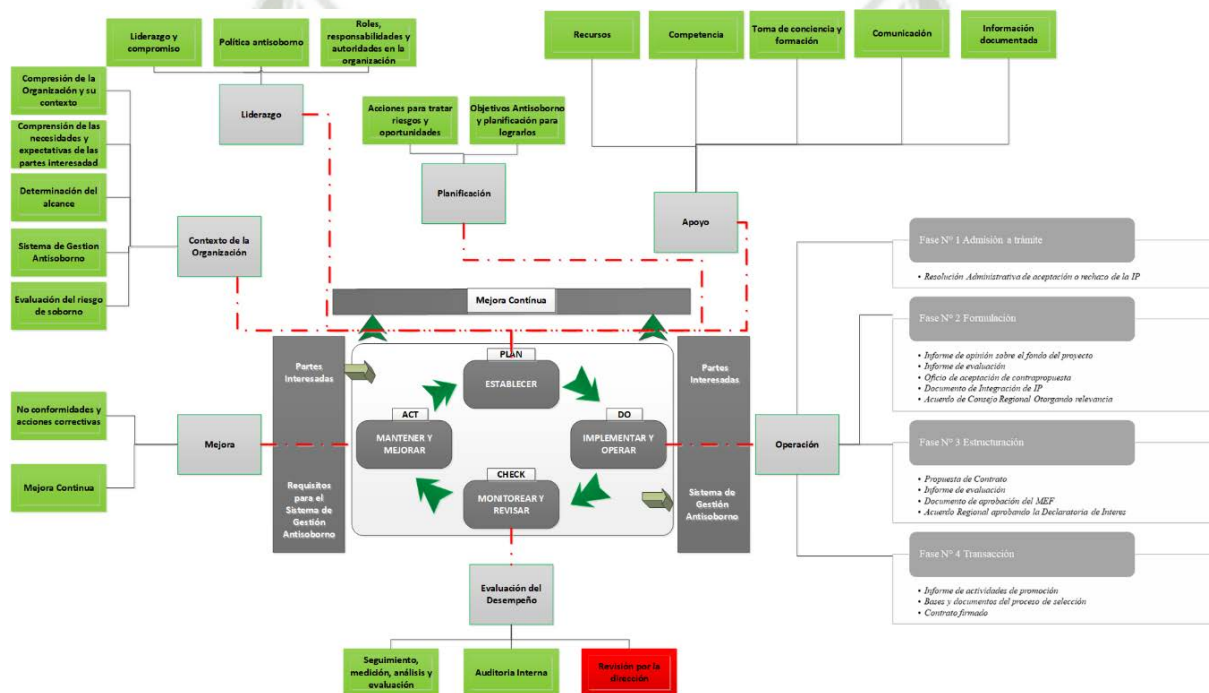 Liderazgo y
compromiso
Política antisoborno
Roles,
responsabilidades y
autoridades en la
organización
Recursos
Competencia
Toma de conciencia y
formación
Comunicación
Información
documentada
Compresión de la
Organización y su
contexto
Comprensión de las
necesidades y
expectativas de las
partes interesadad
Determinación del
alcance
Sistema de Gestion
Antisoborno
Evaluación del riesgo
de soborno
Liderazgo
Acciones para tratar
riesgos y
oportunidades
Objetivos Antisoborno
y planificación para
lograrlos
Planificación
Apoyo
Contexto de la
Organización
Mejora Contínua
Partes
Interesadas
Requisitos para
el
Sistema de
Gestión
Antisoborno
PLAN
ESTABLECER
ACT
MANTENER Y
MEJORAR
DO
IMPLEMENTAR Y
OPERAR
CHECK
MONITOREAR Y
REVISAR
Partes
Interesadas
Sistema de
Gestión
Antisoborno
No conformidades y
acciones correctivas
Mejora Continua
Mejora
Operación
Fase N° 1 Admisión a trámite
• Resolución Administrativa de aceptación o rechazo de la IP
Fase N° 2 Formulación
• Informe de opinión sobre el fondo del proyecto
• Informe de evaluación
• Oficio de aceptación de contrapropuesta
• Documento de Integración de IP
• Acuerdo de Consejo Regional Otorgando relevancia
Fase N° 3 Estructuración
• Propuesta de Contrato
• Informe de evaluación
• Documento de aprobación del MEF
• Acuerdo Regional aprobando la Declaratoria de Interes
Fase N° 4 Transacción
• Informe de actividades de promoción
• Bases y documentos del proceso de selección
• Contrato firmado
Evaluación del
Desempeño
Seguimiento,
medición, análisis y
evaluación
Auditoria Interna
Revisión por la
dirección